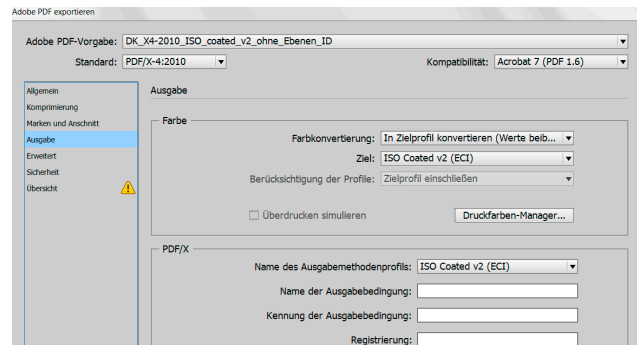 Adobe PDF exportieren
Adobe PDF-Vorgabe: DK_X4-2010_ISO_coated_v2_ohne_Ebenen_ID
Standard: PDF/X-4:2010 Kompatibilität: Acrobat 7 (PDF 1.6)
Allgemein
Komprimierung
Marken und Anschnitt
Ausgabe
Erweitert
Sicherheit
Übersicht
Ausgabe
Farbe
Farbkonvertierung: In Zielprofil konvertieren (Werte beib...
Ziel: ISO Coated v2 (ECI)
Berücksichtigung der Profile: Zielprofil einschließen
Überdrucken simulieren Druckfarben-Manager...
PDF/X
Name des Ausgabemethodenprofils: ISO Coated v2 (ECI)
Name der Ausgabebedingung:
Kennung der Ausgabebedingung:
Registrierung: